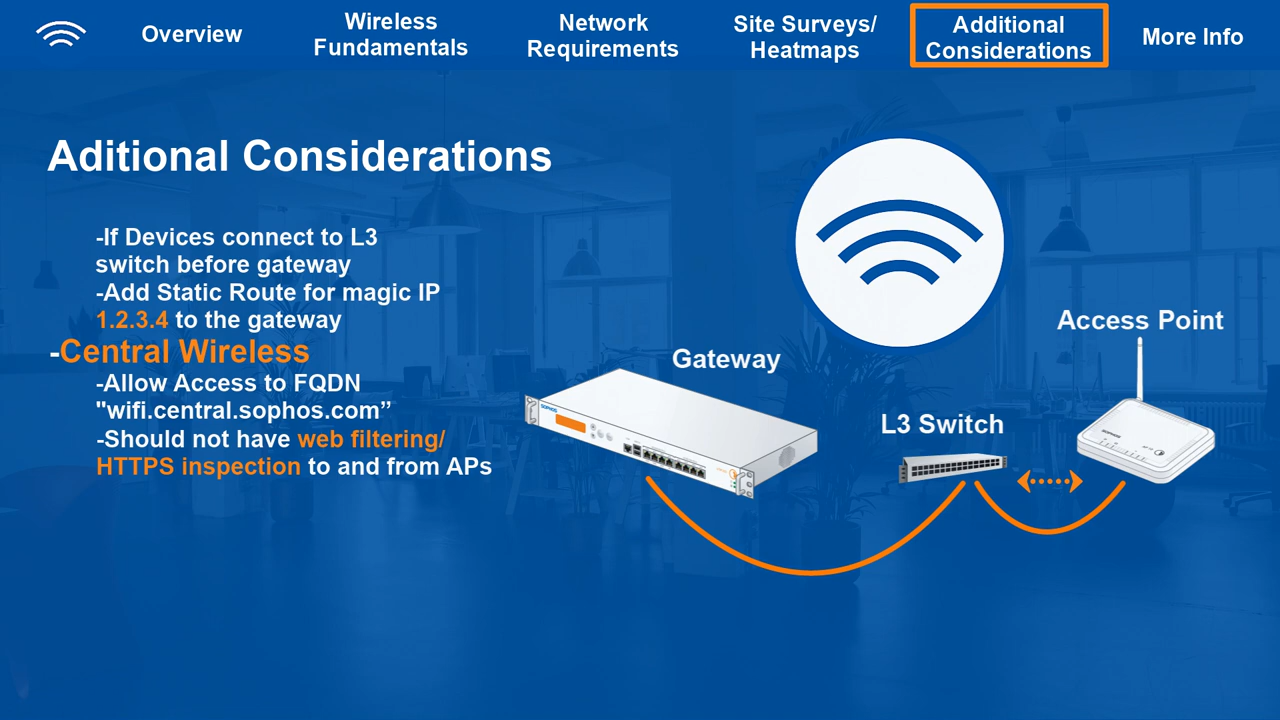 Overview
Wireless
Fundamentals
Network
Requirements
Site Surveys/
Heatmaps
Additional
Considerations
More Info
Aditional Considerations
-If Devices connect to L3
switch before gateway
-Add Static Route for magic IP
1.2.3.4 to the gateway
-Central Wireless
-Allow Access to FQDN
"wifi.central.sophos.com”
-Should not have web filtering/
HTTPS inspection to and from APs
Gateway
SOPHOS
L3 Switch
Access Point
SOPHOS